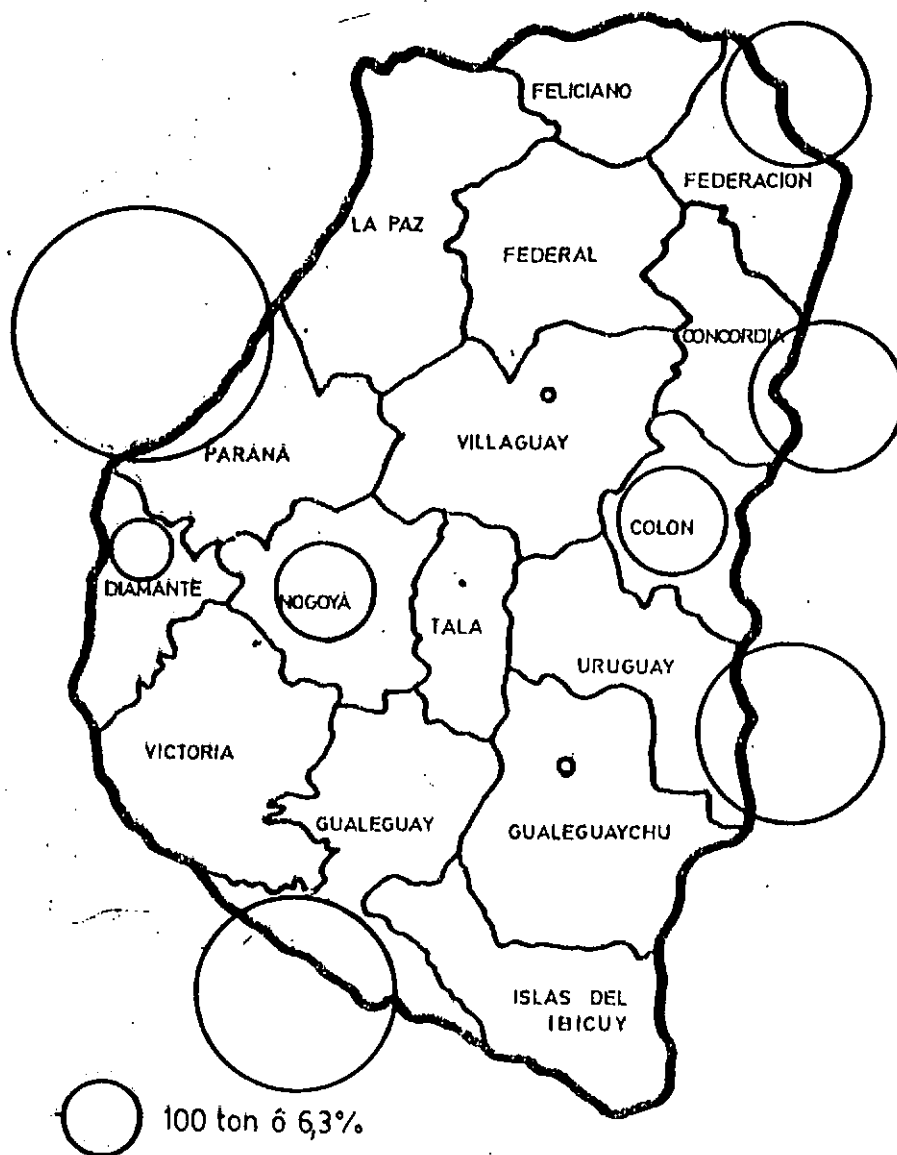 FELICIANO
FEDERACION
LA PAZ
FEDERAL
CONCORDIA
PARANÁ
VILLAGUAY
COLON
DIAMANTE
NOGOYÁ
TALA
URUGUAY
VICTORIA
GUALEGUAY
GUALEGUAYCHU
ISLAS DEL
IBICUY
100 ton ô 6,3%